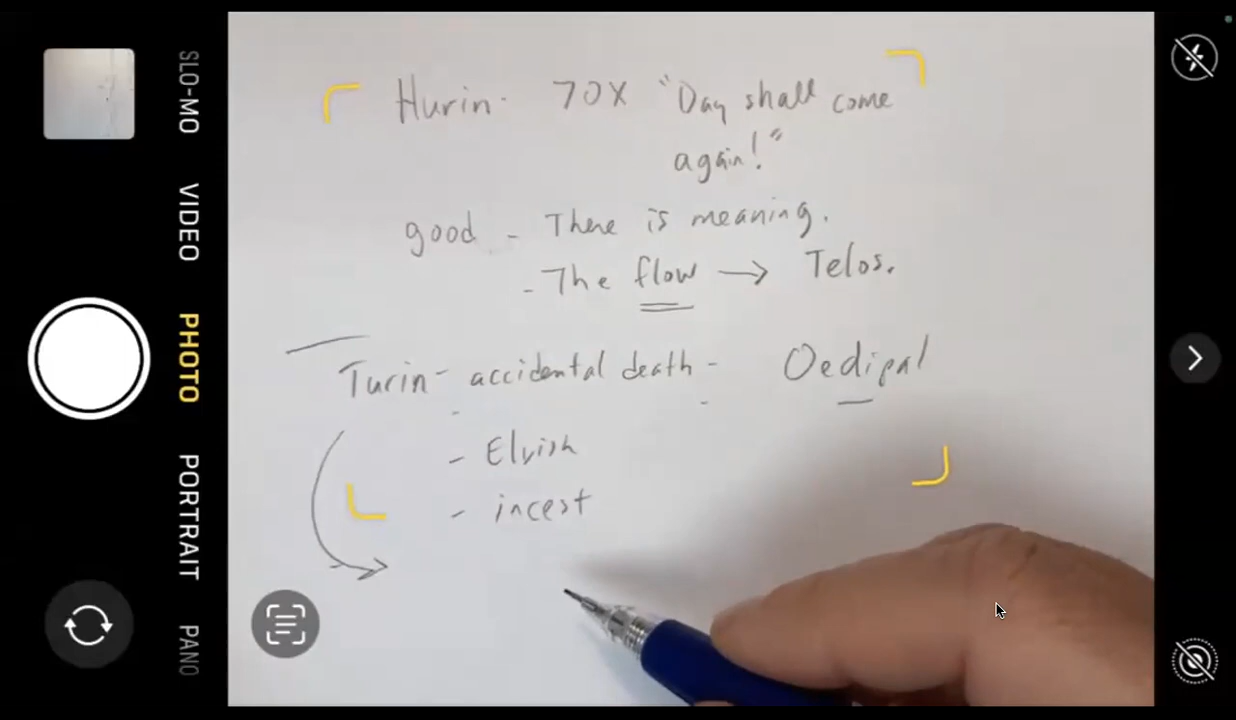 SLO-MO
VIDEO
PHOTO
PORTRAIT
PANO
Hurin- 70X "Day shall come
again!"
good - There is meaning.
- The flow → Telos.
Turin- accidental death - Oedipal
- Elvish
- incest